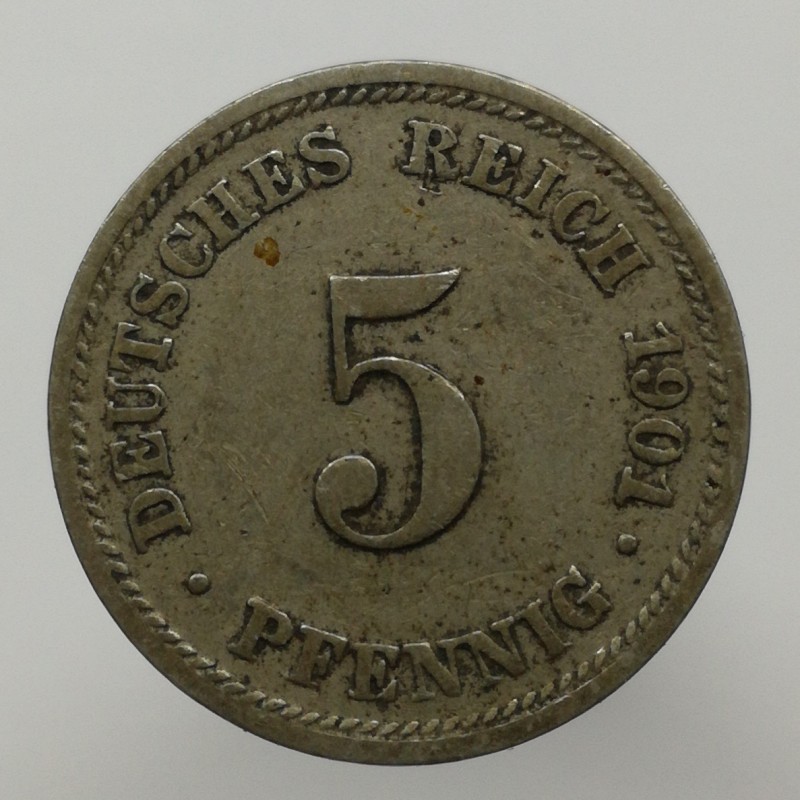 DEUTSCHES REICH 1901
5
PFENNIG